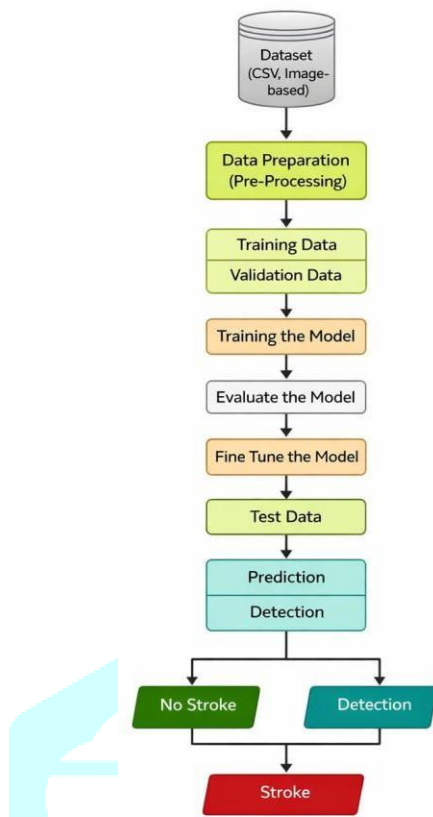 Dataset
(CSV, Image-
based)
Data Preparation
(Pre-Processing)
Training Data
Validation Data
Training the Model
Evaluate the Model
Fine Tune the Model
Test Data
Prediction
Detection
No Stroke
Detection
Stroke